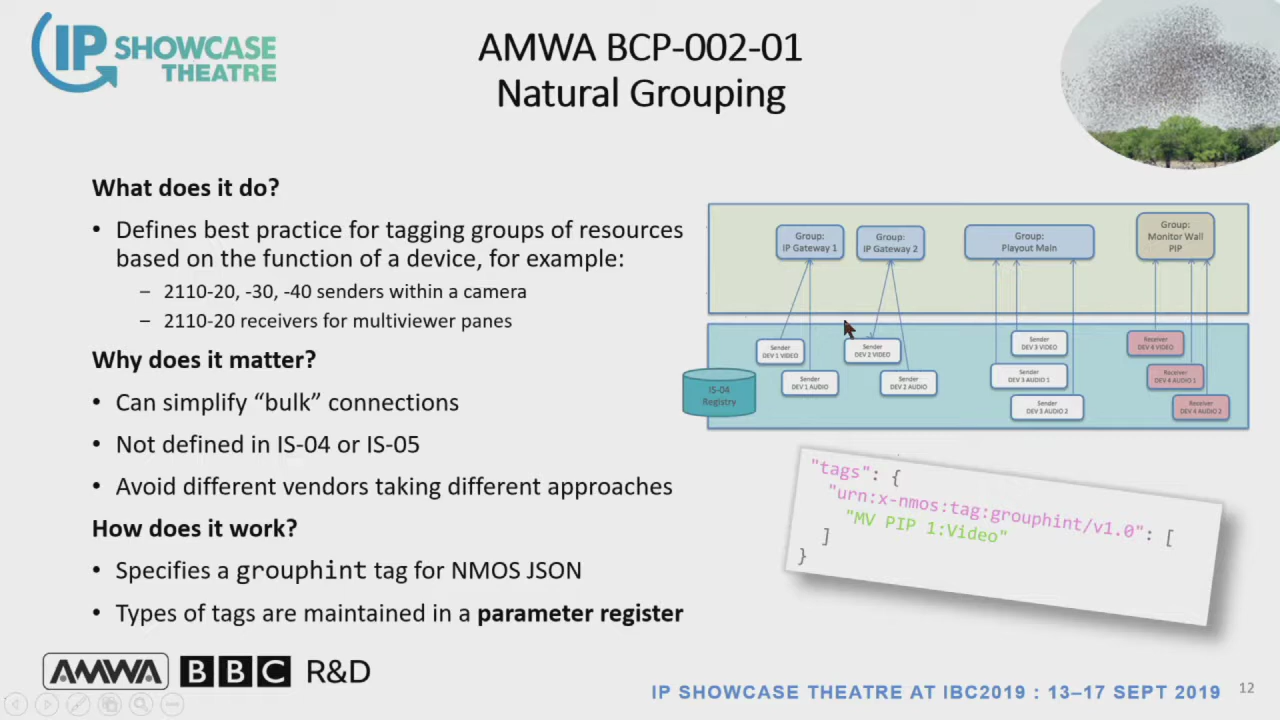 IP SHOWCASE
THEATRE
AMWA BCP-002-01
Natural Grouping
What does it do?
• Defines best practice for tagging groups of resources
based on the function of a device, for example:
– 2110-20, -30, -40 senders within a camera
– 2110-20 receivers for multiviewer panes
Why does it matter?
• Can simplify “bulk” connections
• Not defined in IS-04 or IS-05
• Avoid different vendors taking different approaches
How does it work?
• Specifies a grouphint tag for NMOS JSON
• Types of tags are maintained in a parameter register
Group:
IP Gateway 1
Group:
IP Gateway 2
Group:
Playout Main
Group:
Monitor Wall
PIP
Sender
DEV 1 VIDEO
Sender
DEV 1 AUDIO
Sender
DEV 2 VIDEO
Sender
DEV 2 AUDIO
Sender
DEV 3 VIDEO
Sender
DEV 3 AUDIO 1
Sender
DEV 3 AUDIO 2
Receiver
DEV 4 VIDEO
Receiver
DEV 4 AUDIO 1
Receiver
DEV 4 AUDIO 2
IS-04
Registry
"tags": {
"urn:x-nmos:tag:grouphint/v1.0": [
"MV PIP 1:Video"
]
}
AMWA BBC R&D
IP SHOWCASE THEATRE AT IBC2019 : 13–17 SEPT 2019
12